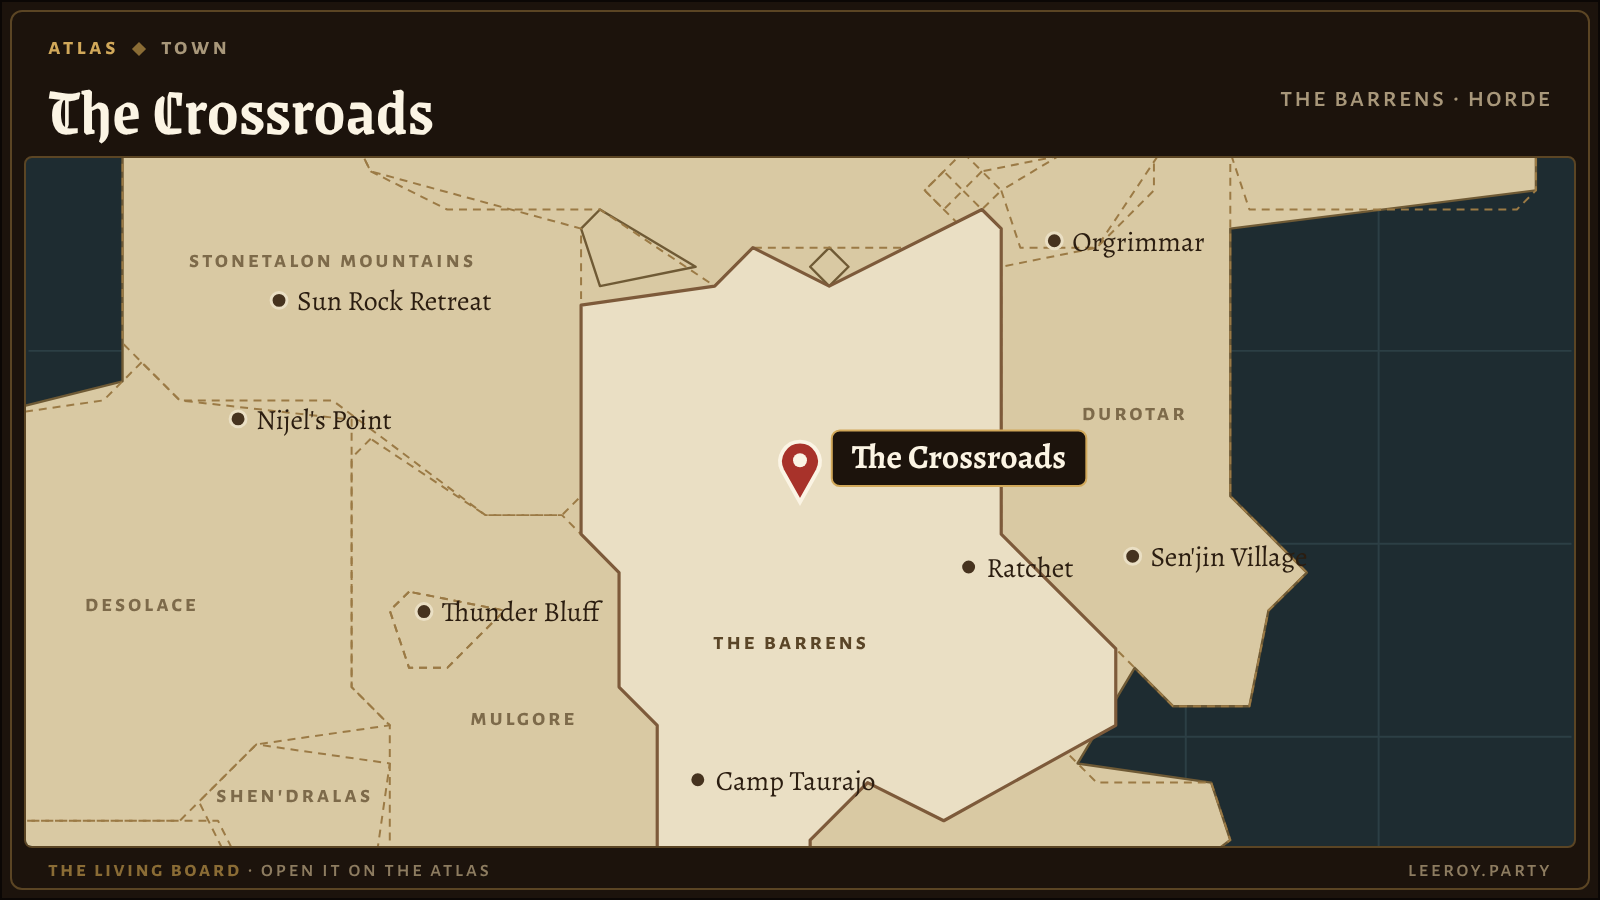 ATLAS ◆ TOWN
The Crossroads
THE BARRENS · HORDE
Orgrimmar
STONETALON MOUNTAINS
Sun Rock Retreat
Nijel's Point
DUROTAR
The Crossroads
Sen'jin Village
Ratchet
DESOLACE
Thunder Bluff
THE BARRENS
MULGORE
Camp Taurajo
SHEN'DRALAS
THE LIVING BOARD · OPEN IT ON THE ATLAS
LEEROY.PARTY